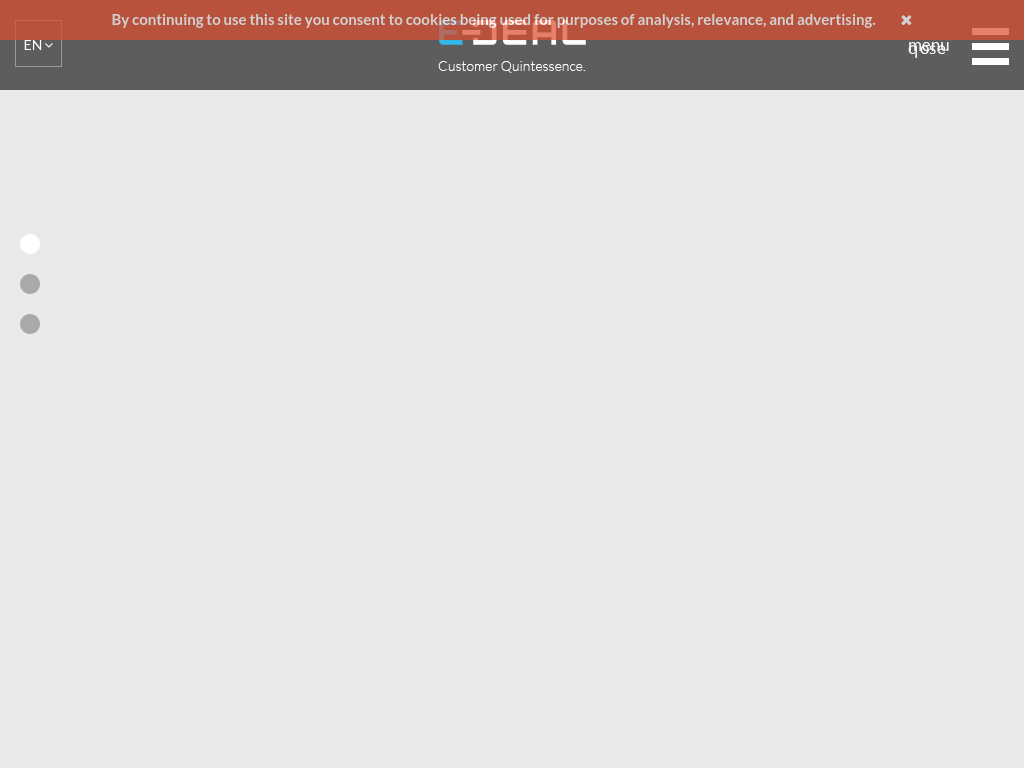 By continuing to use this site you consent to cookies being used for purposes of analysis, relevance, and advertising.
EN
E-DEAL
menu
Customer Quintessence.